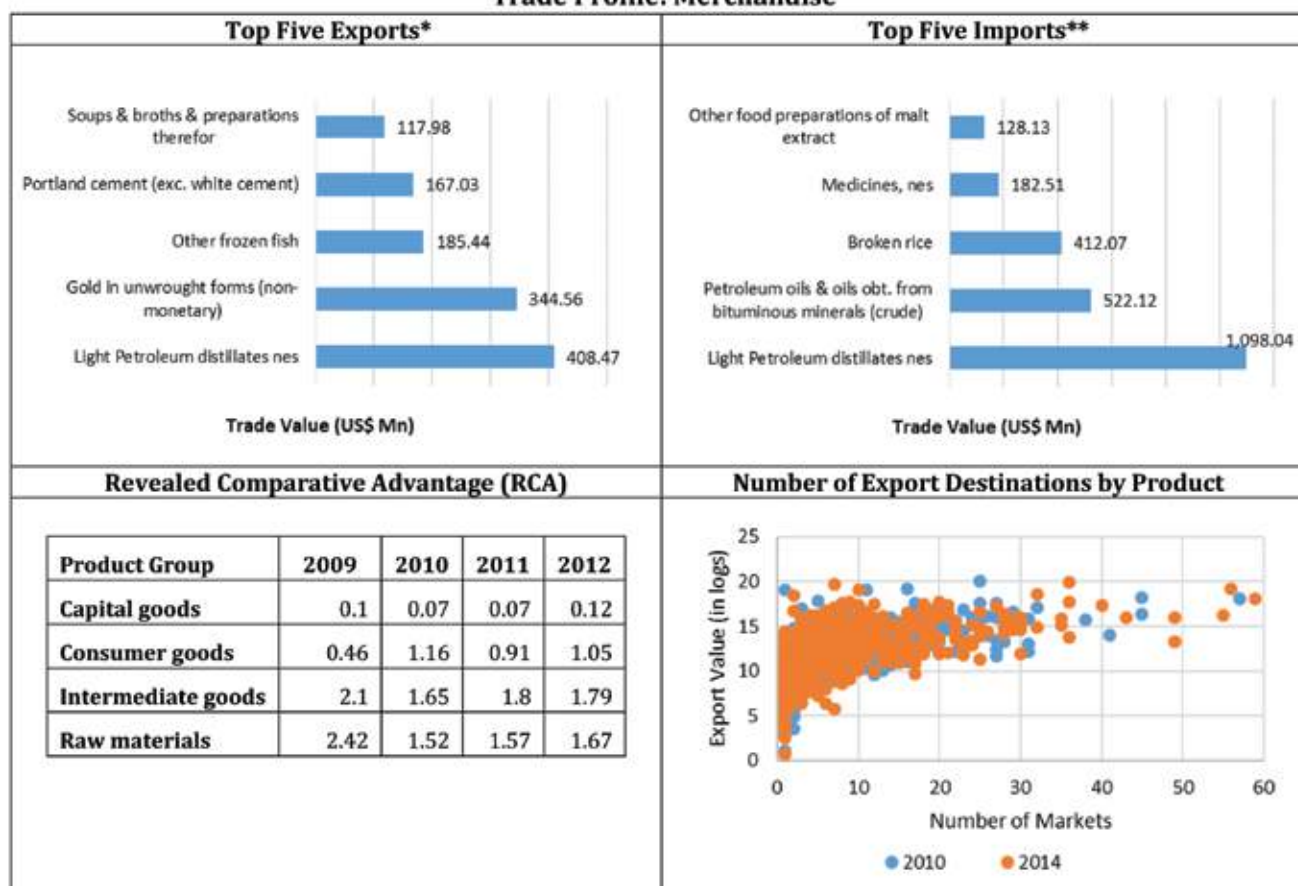 Trade Profile: Merchandise
Top Five Exports*
Soups & broths & preparations
therefor
117.98
Portland cement (exc. white cement)
167.03
Other frozen fish
185.44
Gold in unwrought forms (non-
monetary)
344.56
Light Petroleum distillates nes
408.47
Trade Value (US$ Mn)
Top Five Imports**
Other food preparations of malt
extract
128.13
Medicines, nes
182.51
Broken rice
412.07
Petroleum oils & oils obt. from
bituminous minerals (crude)
522.12
Light Petroleum distillates nes
1,098.04
Trade Value (US$ Mn)
Revealed Comparative Advantage (RCA)
Product Group 2009 2010 2011 2012
Capital goods 0.1 0.07 0.07 0.12
Consumer goods 0.46 1.16 0.91 1.05
Intermediate goods 2.1 1.65 1.8 1.79
Raw materials 2.42 1.52 1.57 1.67
Number of Export Destinations by Product
Export Value (in logs)
25
20
15
10
5
0
0 10 20 30 40 50 60
Number of Markets
2010 2014